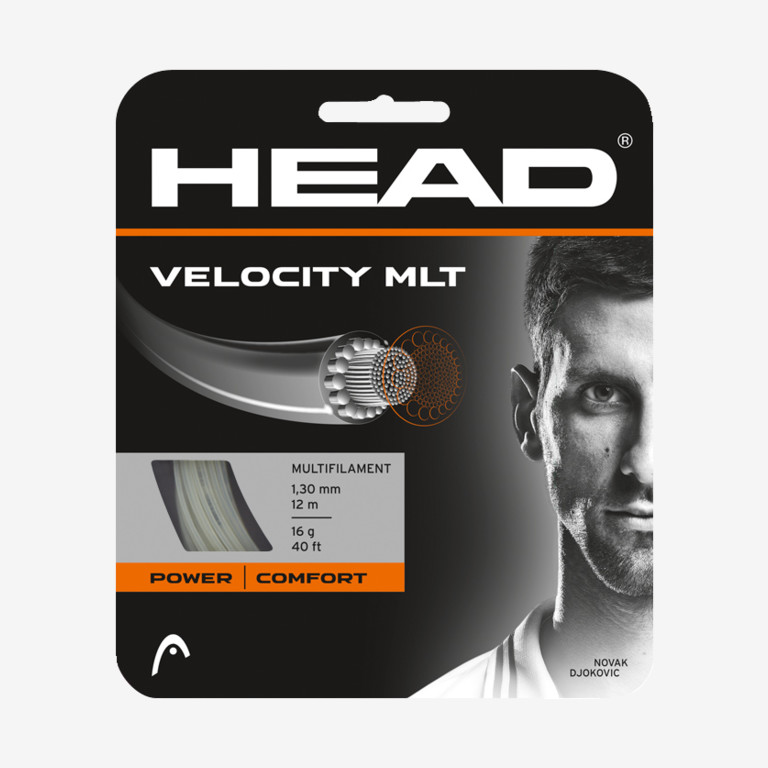 HEAD®
VELOCITY MLT
MULTIFILAMENT
1,30 mm
12 m
16 g
40 ft
POWER | COMFORT
NOVAK
DJOKOVIC